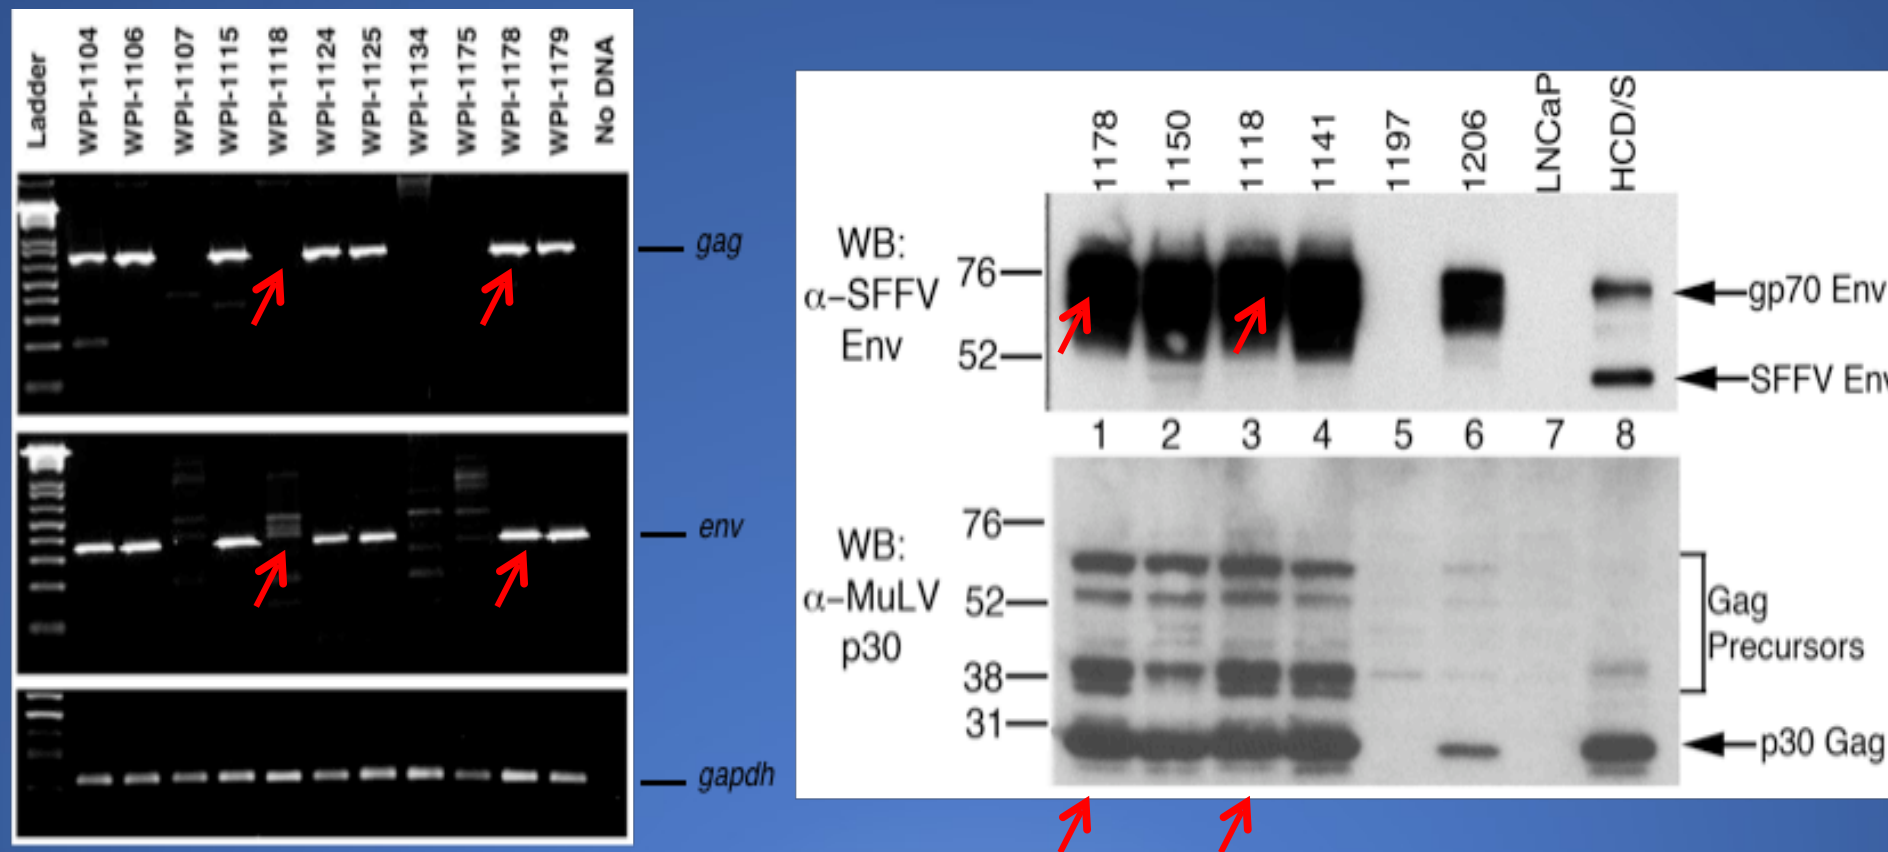 Ladder
WPI-1104
WPI-1106
WPI-1107
WPI-1115
WPI-1118
WPI-1124
WPI-1125
WPI-1134
WPI-1175
WPI-1178
WPI-1179
No DNA
gag
env
gapdh
1178
1150
1118
1141
1197
1206
LNCaP
HCD/S
WB:
α–SFFV
Env
76
52
gp70 Env
SFFV Env
1 2 3 4 5 6 7 8
WB:
α–MuLV
p30
76
52
38
31
Gag
Precursors
p30 Gag